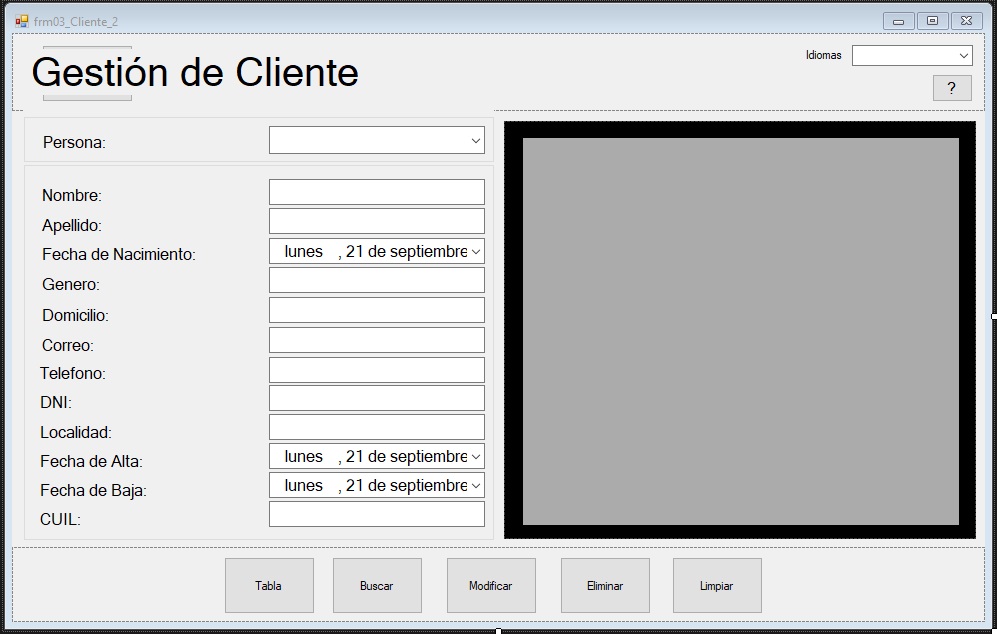 frm03_Cliente_2
Gestión de Cliente
Idiomas
?
Persona:
Nombre:
Apellido:
Fecha de Nacimiento: lunes , 21 de septiembre
Genero:
Domicilio:
Correo:
Telefono:
DNI:
Localidad:
Fecha de Alta: lunes , 21 de septiembre
Fecha de Baja: lunes , 21 de septiembre
CUIL:
Tabla Buscar Modificar Eliminar Limpiar